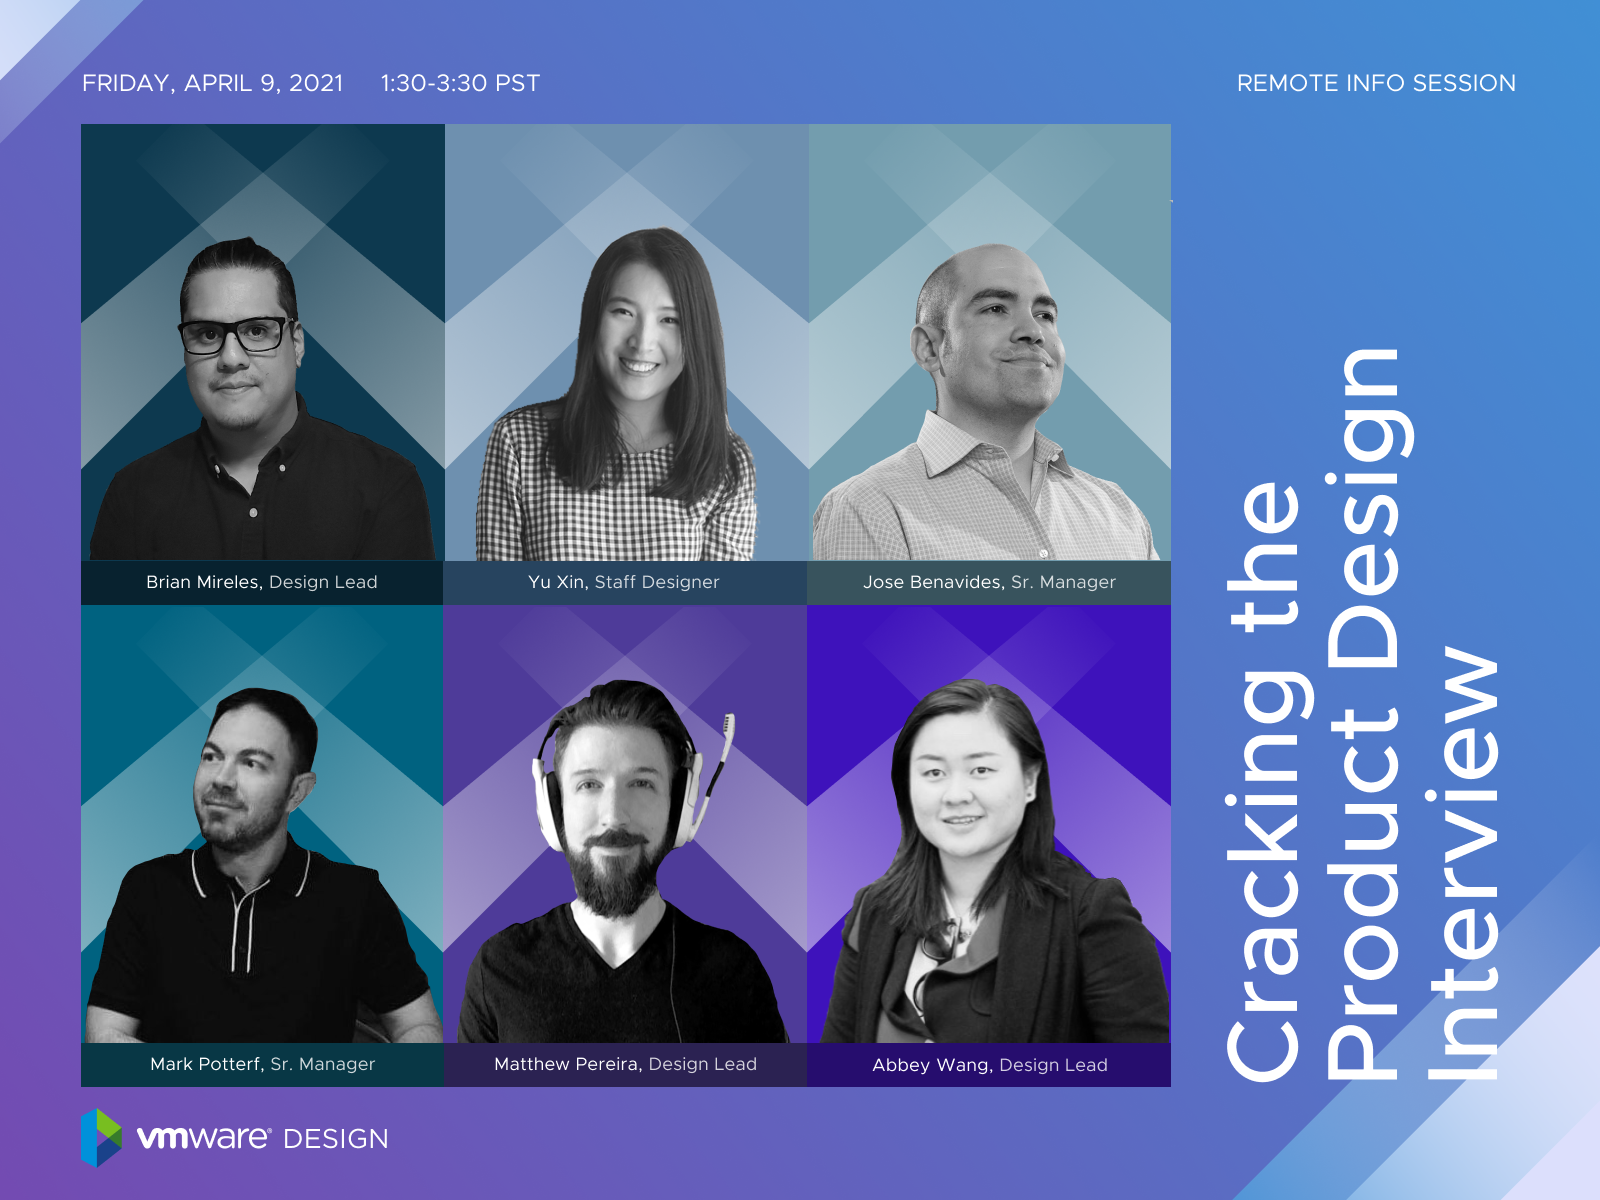 FRIDAY, APRIL 9, 2021 1:30-3:30 PST
REMOTE INFO SESSION
Brian Mireles, Design Lead
Yu Xin, Staff Designer
Jose Benavides, Sr. Manager
Mark Potterf, Sr. Manager
Matthew Pereira, Design Lead
Abbey Wang, Design Lead
Cracking the
Product Design
Interview
vmware® DESIGN